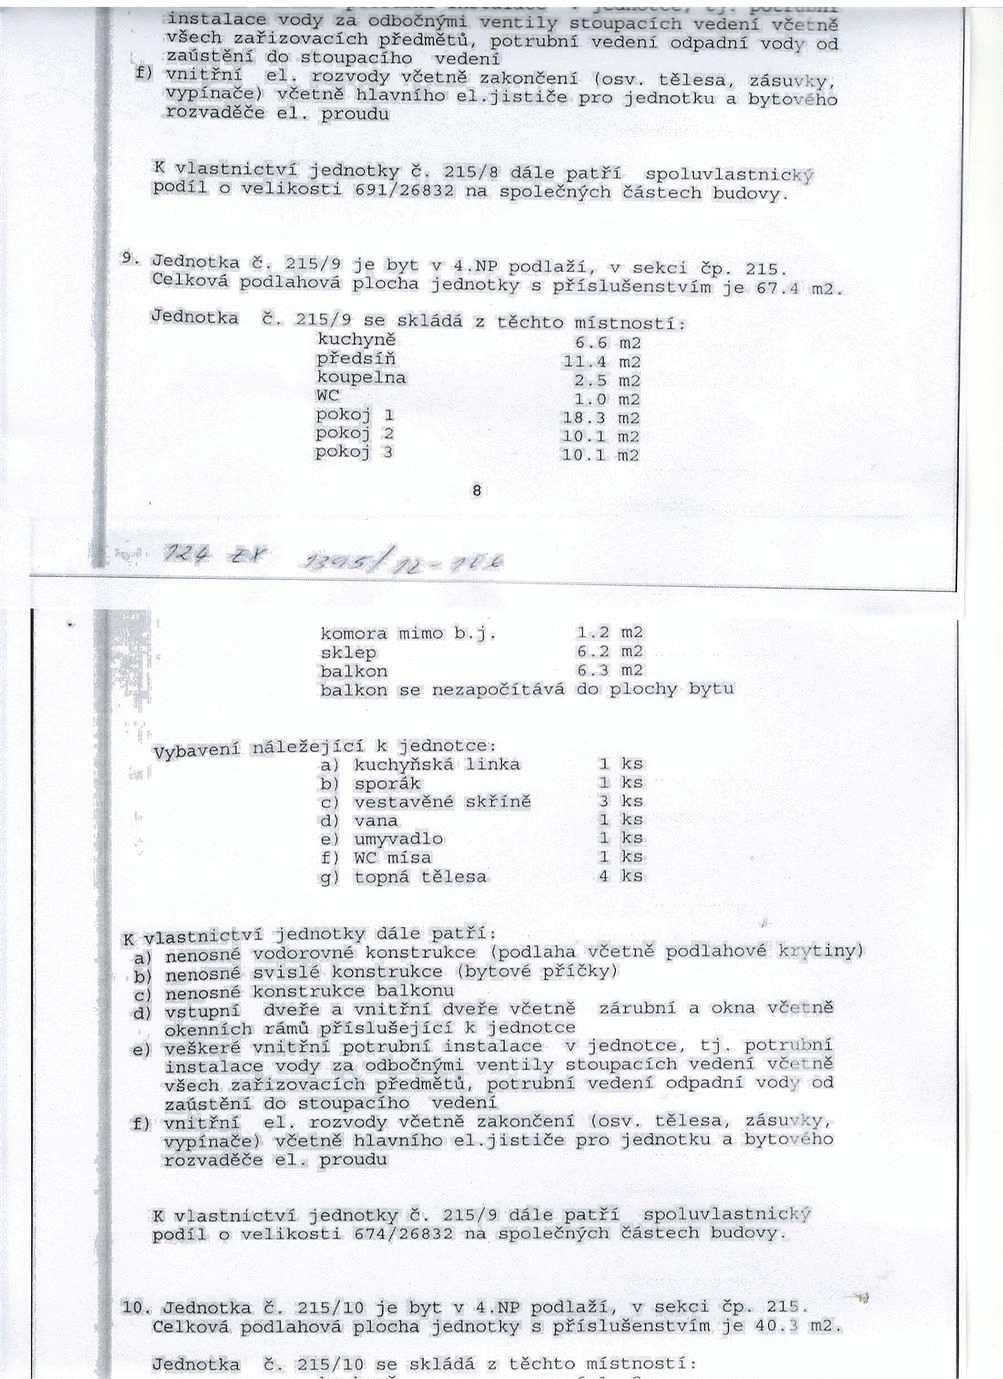 instalace vody za odbočnými ventily stoupacích vedení včetně
všech zařizovacích předmětů, potrubní vedení odpadní vody od
zaústění do stoupacího vedení
f) vnitřní el. rozvody včetně zakončení (osv. tělesa, zásuvky,
vypínače) včetně hlavního el.jističe pro jednotku a bytového
rozvaděče el. proudu
K vlastnictví jednotky č. 215/8 dále patří spoluvlastnický
podíl o velikosti 691/26832 na společných částech budovy.
9. Jednotka č. 215/9 je byt v 4.NP podlaží, v sekci čp. 215.
Celková podlahová plocha jednotky s příslušenstvím je 67.4 m2.
Jednotka č. 215/9 se skládá z těchto místností:
kuchyně 6.6 m2
předsíň 11.4 m2
koupelna 2.5 m2
WC 1.0 m2
pokoj 1 18.3 m2
pokoj 2 10.1 m2
pokoj 3 10.1 m2
8
124 ZX 1395/12-106
komora mimo b.j. 1.2 m2
sklep 6.2 m2
balkon 6.3 m2
balkon se nezapočítává do plochy bytu
Vybavení náležející k jednotce:
a) kuchyňská linka 1 ks
b) sporák 1 ks
c) vestavěné skříně 3 ks
d) vana 1 ks
e) umyvadlo 1 ks
f) WC mísa 1 ks
g) topná tělesa 4 ks
K vlastnictví jednotky dále patří:
a) nenosné vodorovné konstrukce (podlaha včetně podlahové krytiny)
b) nenosné svislé konstrukce (bytové příčky)
c) nenosné konstrukce balkonu
d) vstupní dveře a vnitřní dveře včetně zárubní a okna včetně
okenních rámů příslušející k jednotce
e) veškeré vnitřní potrubní instalace v jednotce, tj. potrubní
instalace vody za odbočnými ventily stoupacích vedení včetně
všech zařizovacích předmětů, potrubní vedení odpadní vody od
zaústění do stoupacího vedení
f) vnitřní el. rozvody včetně zakončení (osv. tělesa, zásuvky,
vypínače) včetně hlavního el.jističe pro jednotku a bytového
rozvaděče el. proudu
K vlastnictví jednotky č. 215/9 dále patří spoluvlastnický
podíl o velikosti 674/26832 na společných částech budovy.
10. Jednotka č. 215/10 je byt v 4.NP podlaží, v sekci čp. 215.
Celková podlahová plocha jednotky s příslušenstvím je 40.3 m2.
Jednotka č. 215/10 se skládá z těchto místností: